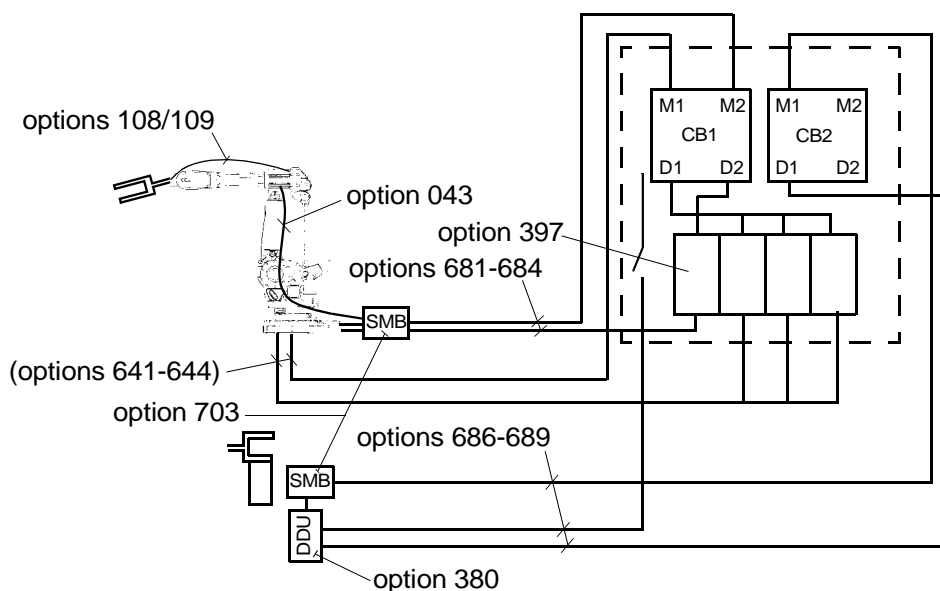 options 108/109
M1 M2
CB1
D1 D2
M1 M2
CB2
D1 D2
option 043
option 397
options 681-684
SMB
(options 641-644)
option 703
options 686-689
SMB
DDU
option 380